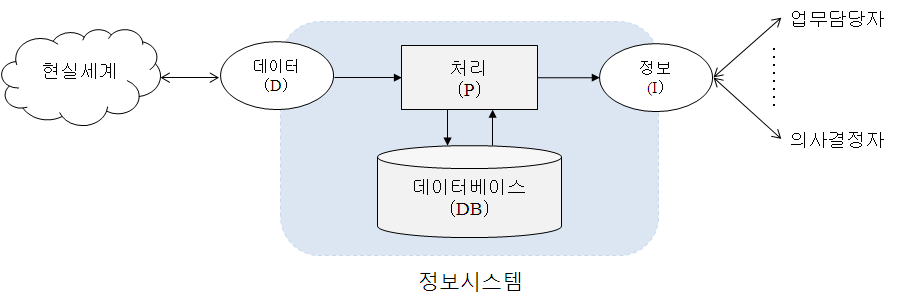 현실세계
데이터
(D)
처리
(P)
데이터베이스
(DB)
정보
(I)
업무담당자
의사결정자
정보시스템